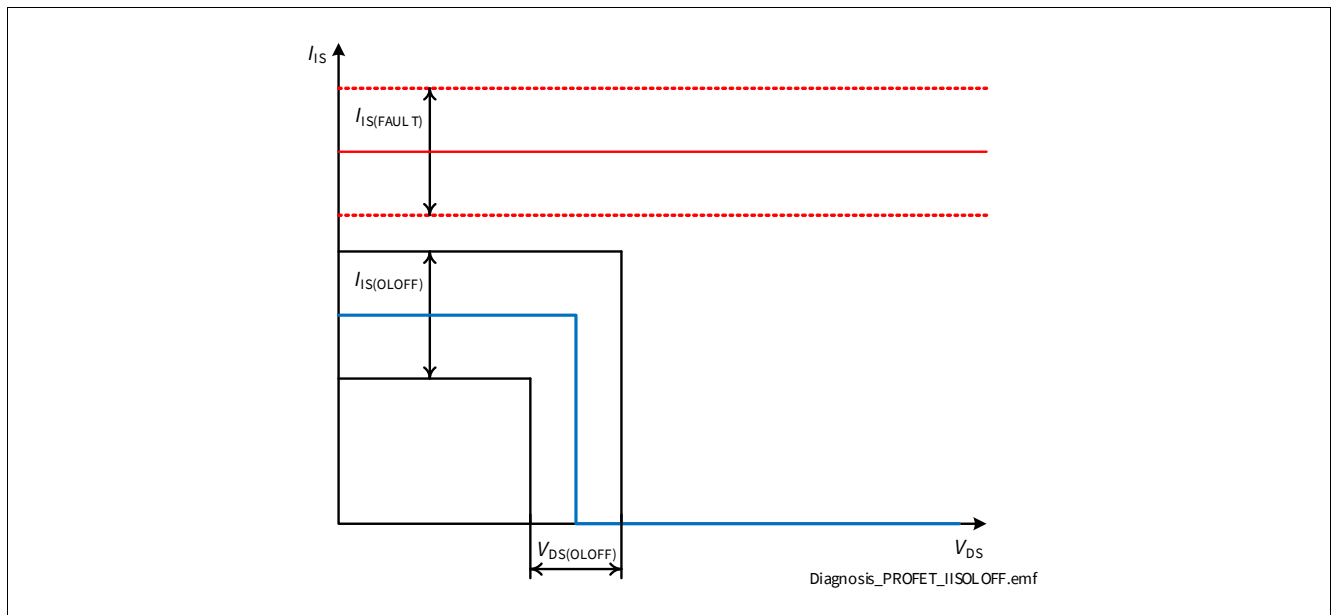 IIS
IIS(FAULT)
IIS(OLOFF)
VDS(OLOFF)
VDS
Diagnosis_PROFET_IISOLOFF.emf